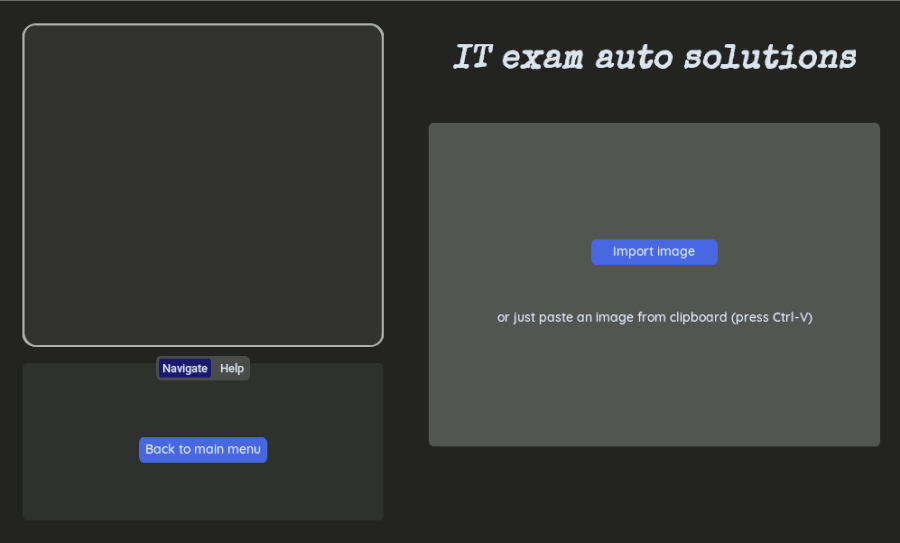 IT exam auto solutions
Import image
or just paste an image from clipboard (press Ctrl-V)
Navigate Help
Back to main menu